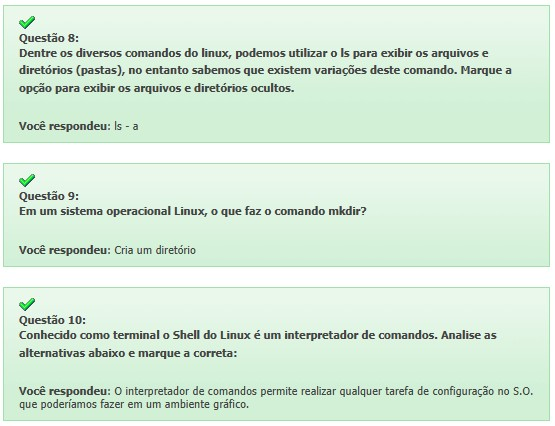 Questão 8:
Dentre os diversos comandos do linux, podemos utilizar o ls para exibir os arquivos e
diretórios (pastas), no entanto sabemos que existem variações deste comando. Marque a
opção para exibir os arquivos e diretórios ocultos.
Você respondeu: ls - a
Questão 9:
Em um sistema operacional Linux, o que faz o comando mkdir?
Você respondeu: Cria um diretório
Questão 10:
Conhecido como terminal o Shell do Linux é um interpretador de comandos. Analise as
alternativas abaixo e marque a correta:
Você respondeu: O interpretador de comandos permite realizar qualquer tarefa de configuração no S.O.
que poderíamos fazer em um ambiente gráfico.